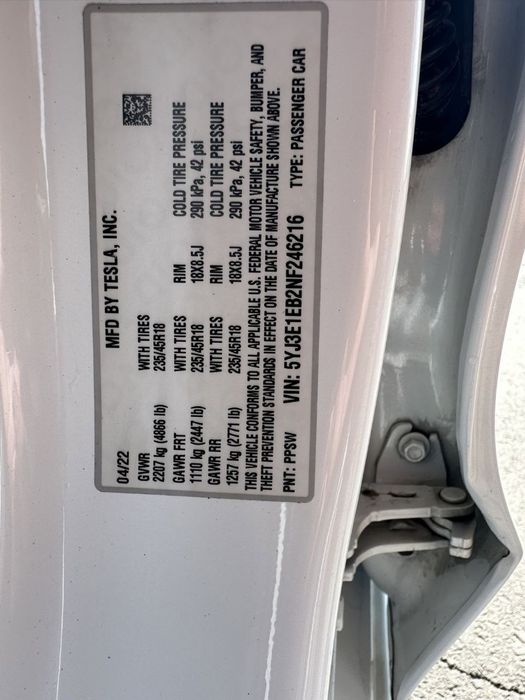 MFD BY TESLA, INC.
04/22
GVWR WITH TIRES
2207 kg (4866 lb) 235/45R18
GAWR FRT WITH TIRES RIM COLD TIRE PRESSURE
1110 kg (2447 lb) 235/45R18 18X8.5J 290 kPa, 42 psi
GAWR RR WITH TIRES RIM COLD TIRE PRESSURE
1257 kg (2771 lb) 235/45R18 18X8.5J 290 kPa, 42 psi
THIS VEHICLE CONFORMS TO ALL APPLICABLE U.S. FEDERAL MOTOR VEHICLE SAFETY, BUMPER, AND
THEFT PREVENTION STANDARDS IN EFFECT ON THE DATE OF MANUFACTURE SHOWN ABOVE.
PNT: PPSW VIN: 5YJ3E1EB2NF246216 TYPE: PASSENGER CAR